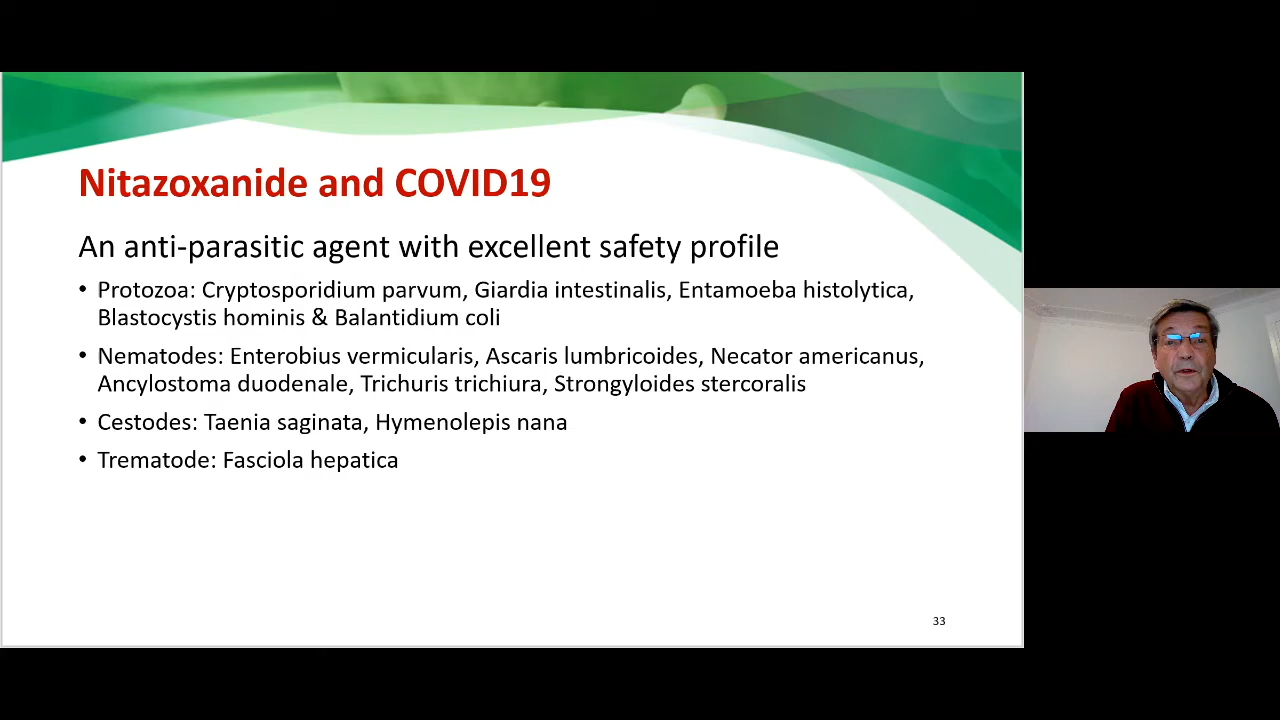 Nitazoxanide and COVID19
An anti-parasitic agent with excellent safety profile
• Protozoa: Cryptosporidium parvum, Giardia intestinalis, Entamoeba histolytica,
Blastocystis hominis & Balantidium coli
• Nematodes: Enterobius vermicularis, Ascaris lumbricoides, Necator americanus,
Ancylostoma duodenale, Trichuris trichiura, Strongyloides stercoralis
• Cestodes: Taenia saginata, Hymenolepis nana
• Trematode: Fasciola hepatica
33